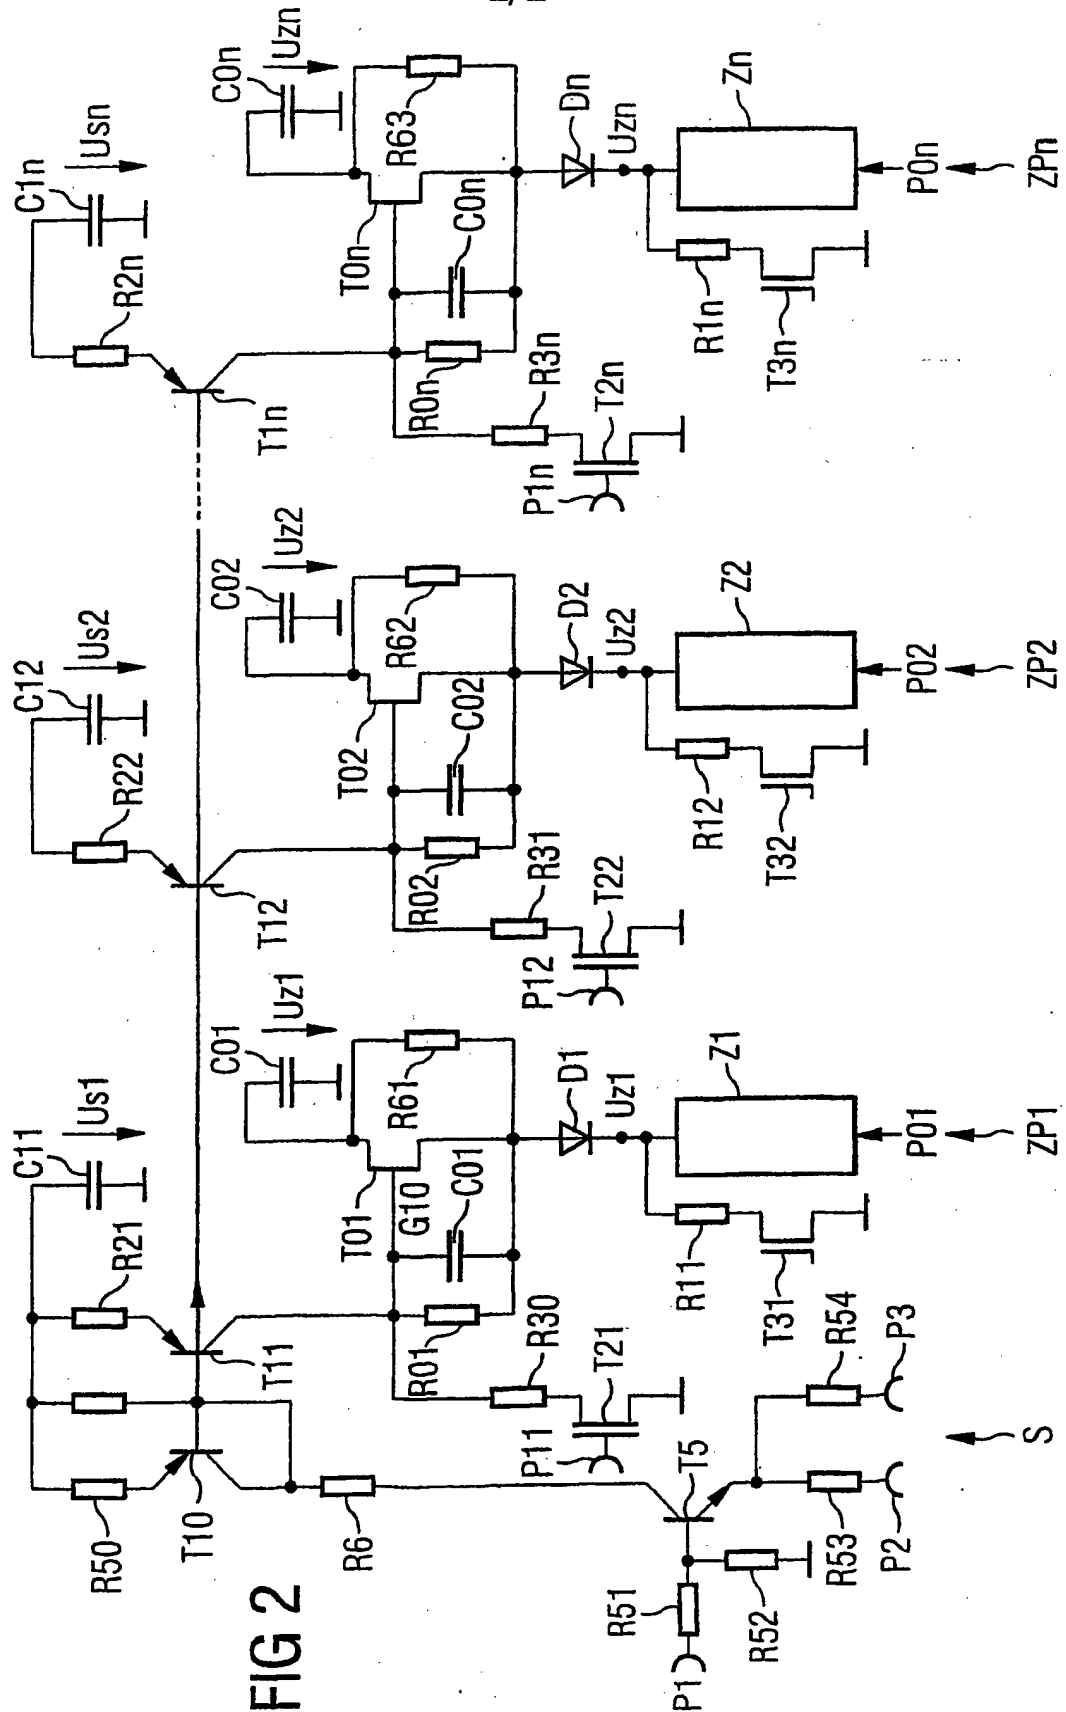 FIG 2
C11
Us1
C12
Us2
C1n
Usn
R50
R21
R22
R2n
T10
T11
T12
T1n
C01
Uz1
C02
Uz2
C0n
Uzn
R6
T01
G10
R61
T02
R62
T0n
R63
R01
C01
R02
C02
R0n
C0n
P11
R30
T21
P12
R31
T22
P1n
R3n
T2n
D1
Uz1
D2
Uz2
Dn
Uzn
P1
R51
R52
T5
R53
R54
P2
P3
R11
T31
Z1
R12
T32
Z2
R1n
T3n
Zn
P01
P02
P0n
S
ZP1
ZP2
ZPn